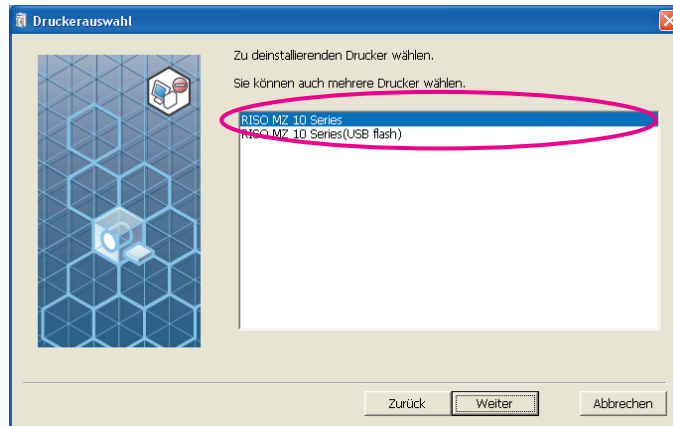 Druckerauswahl
Zu deinstallierenden Drucker wählen.
Sie können auch mehrere Drucker wählen.
RISO MZ 10 Series
RISO MZ 10 Series(USB flash)
Zurück Weiter Abbrechen